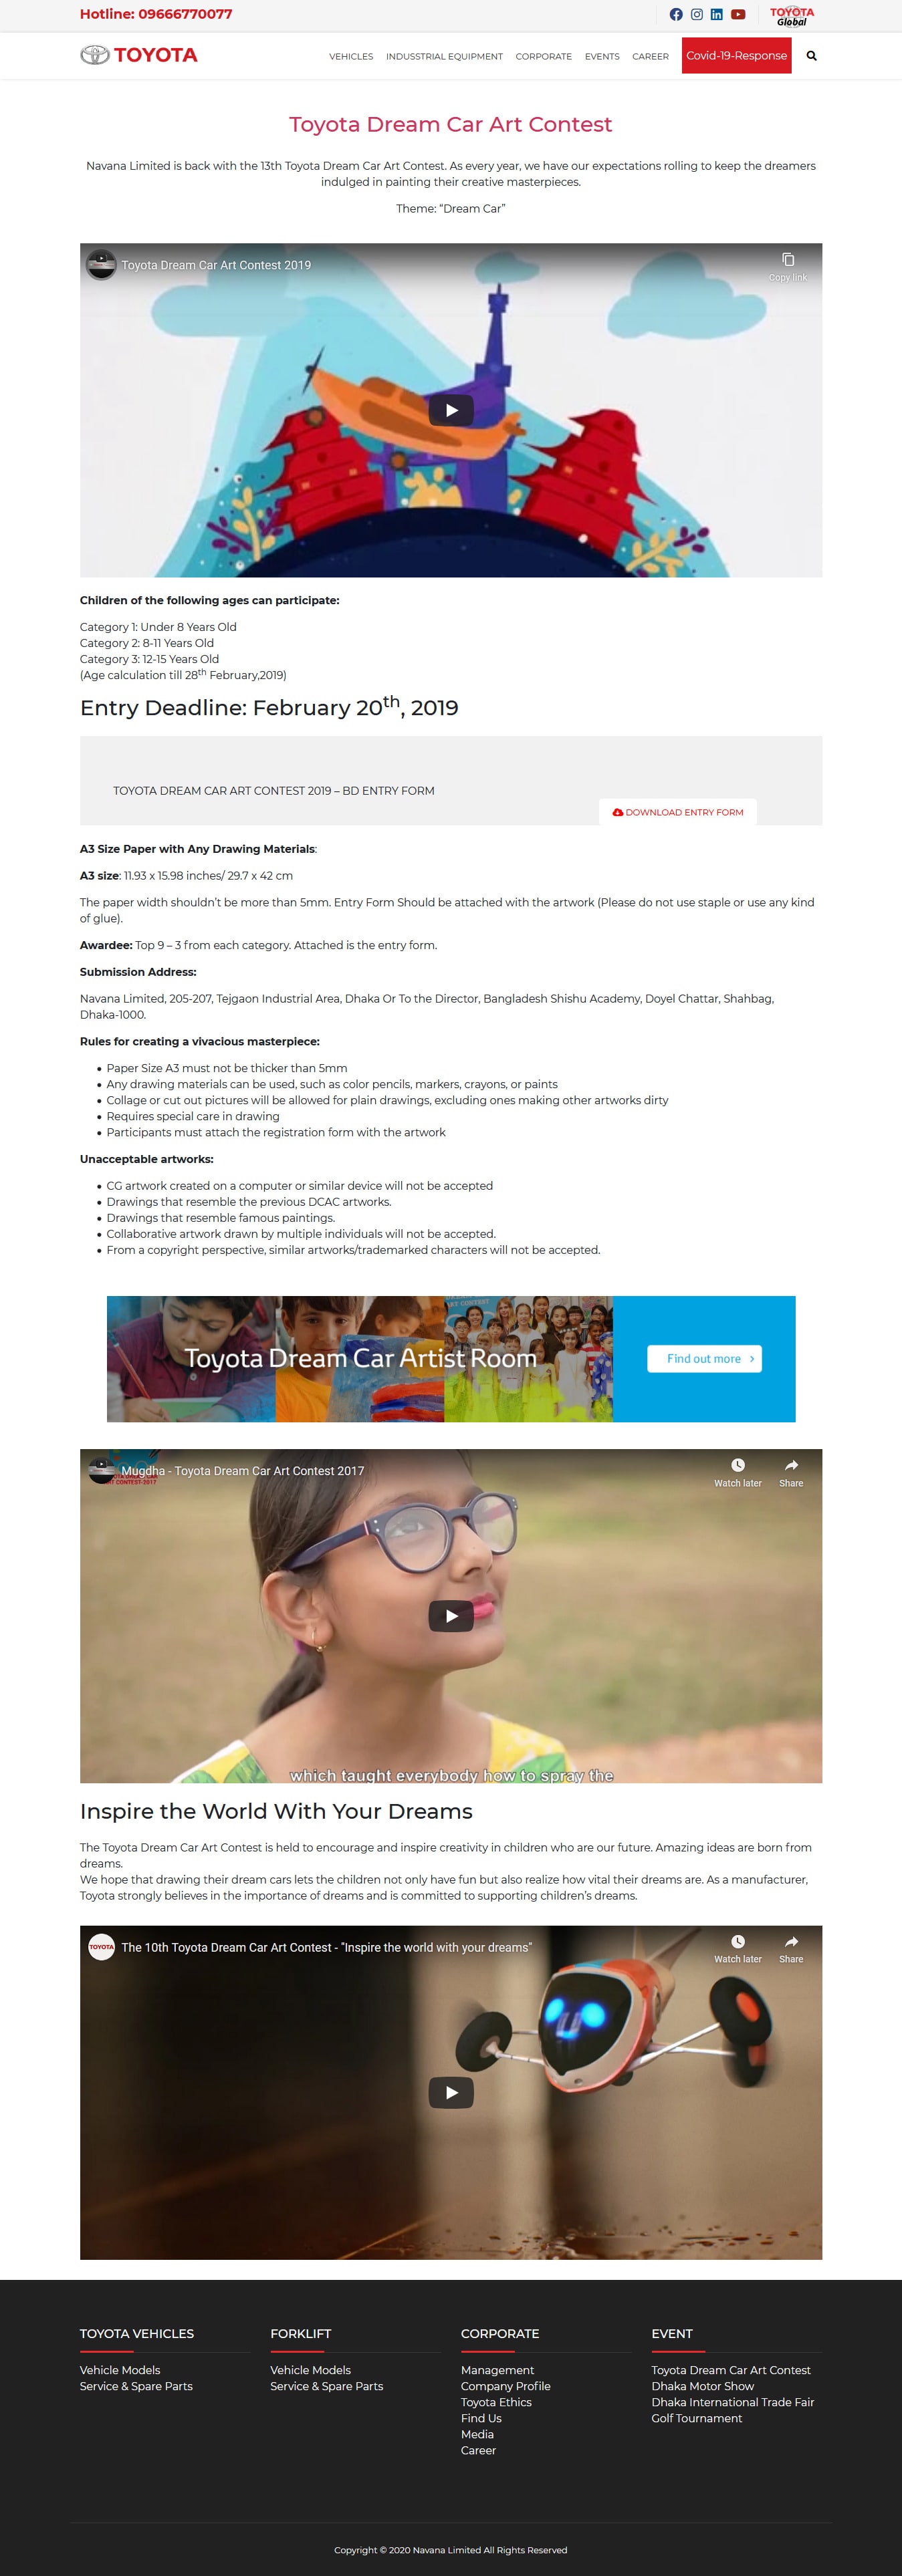 Hotline: 09666770077
TOYOTA
Global
TOYOTA
VEHICLES
INDUSSTRIAL EQUIPMENT
CORPORATE
EVENTS
CAREER
Covid-19-Response
Toyota Dream Car Art Contest
Navana Limited is back with the 13th Toyota Dream Car Art Contest. As every year, we have our expectations rolling to keep the dreamers
indulged in painting their creative masterpieces.
Theme: “Dream Car”
Toyota Dream Car Art Contest 2019
Copy link
Children of the following ages can participate:
Category 1: Under 8 Years Old
Category 2: 8-11 Years Old
Category 3: 12-15 Years Old
(Age calculation till 28th February,2019)
Entry Deadline: February 20th, 2019
TOYOTA DREAM CAR ART CONTEST 2019 – BD ENTRY FORM
DOWNLOAD ENTRY FORM
A3 Size Paper with Any Drawing Materials:
A3 size: 11.93 x 15.98 inches/ 29.7 x 42 cm
The paper width shouldn’t be more than 5mm. Entry Form Should be attached with the artwork (Please do not use staple or use any kind
of glue).
Awardee: Top 9 – 3 from each category. Attached is the entry form.
Submission Address:
Navana Limited, 205-207, Tejgaon Industrial Area, Dhaka Or To the Director, Bangladesh Shishu Academy, Doyel Chattar, Shahbag,
Dhaka-1000.
Rules for creating a vivacious masterpiece:
• Paper Size A3 must not be thicker than 5mm
• Any drawing materials can be used, such as color pencils, markers, crayons, or paints
• Collage or cut out pictures will be allowed for plain drawings, excluding ones making other artworks dirty
• Requires special care in drawing
• Participants must attach the registration form with the artwork
Unacceptable artworks:
• CG artwork created on a computer or similar device will not be accepted
• Drawings that resemble the previous DCAC artworks.
• Drawings that resemble famous paintings.
• Collaborative artwork drawn by multiple individuals will not be accepted.
• From a copyright perspective, similar artworks/trademarked characters will not be accepted.
ART CONTEST
Toyota Dream Car Artist Room
Find out more
Mugdha - Toyota Dream Car Art Contest 2017
ART CONTEST-2017
Watch later
Share
which taught everybody how to spray the
Inspire the World With Your Dreams
The Toyota Dream Car Art Contest is held to encourage and inspire creativity in children who are our future. Amazing ideas are born from
dreams.
We hope that drawing their dream cars lets the children not only have fun but also realize how vital their dreams are. As a manufacturer,
Toyota strongly believes in the importance of dreams and is committed to supporting children’s dreams.
TOYOTA
The 10th Toyota Dream Car Art Contest - "Inspire the world with your dreams"
Watch later
Share
TOYOTA VEHICLES
Vehicle Models
Service & Spare Parts
FORKLIFT
Vehicle Models
Service & Spare Parts
CORPORATE
Management
Company Profile
Toyota Ethics
Find Us
Media
Career
EVENT
Toyota Dream Car Art Contest
Dhaka Motor Show
Dhaka International Trade Fair
Golf Tournament
Copyright © 2020 Navana Limited All Rights Reserved